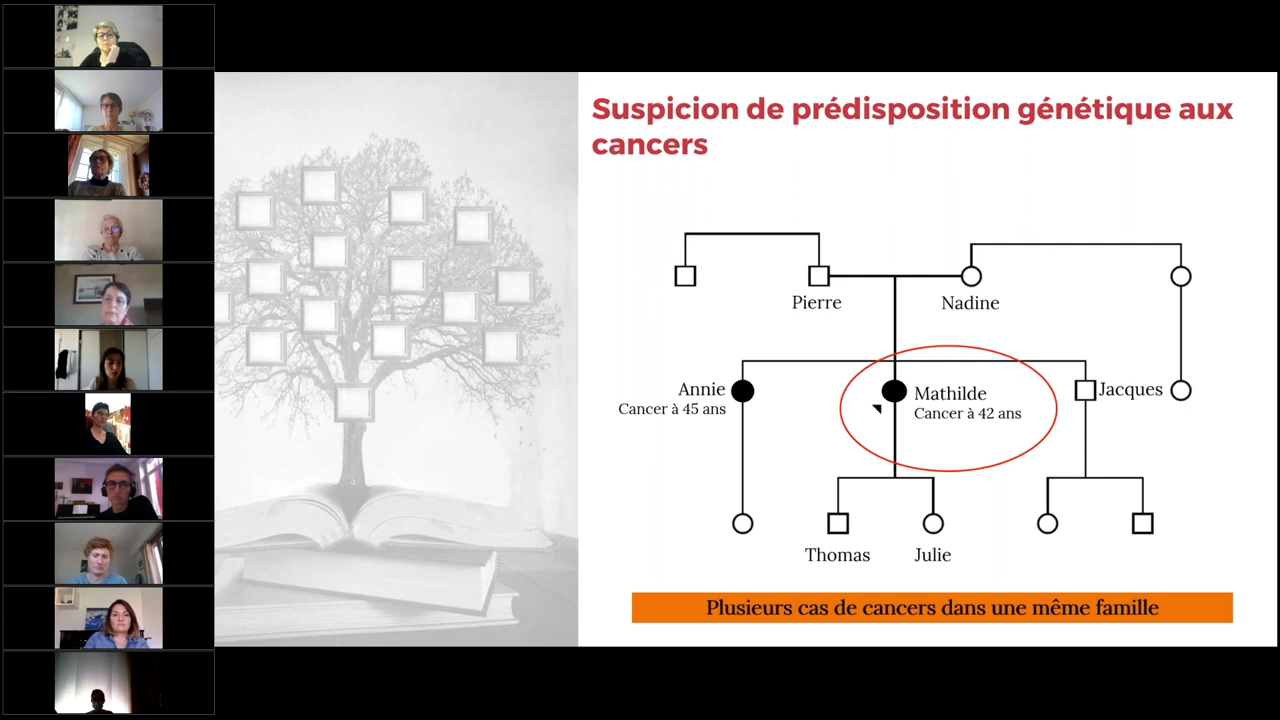 Suspicion de prédisposition génétique aux
cancers
Pierre
Nadine
Annie
Cancer à 45 ans
Mathilde
Cancer à 42 ans
Jacques
Thomas
Julie
Plusieurs cas de cancers dans une même famille